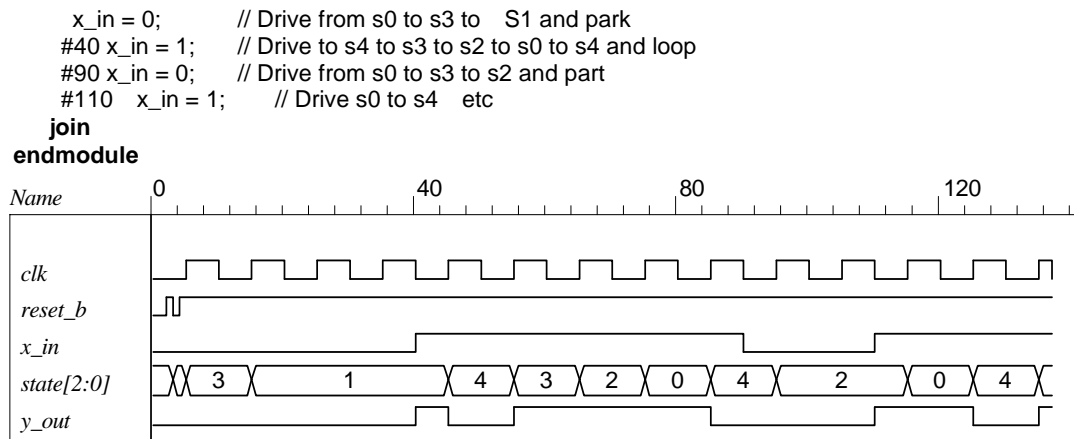 x_in = 0; // Drive from s0 to s3 to S1 and park
#40 x_in = 1; // Drive to s4 to s3 to s2 to s0 to s4 and loop
#90 x_in = 0; // Drive from s0 to s3 to s2 and part
#110 x_in = 1; // Drive s0 to s4 etc
join
endmodule
Name 0 40 80 120
clk
reset_b
x_in
state[2:0] 3 1 4 3 2 0 4 2 0 4
y_out